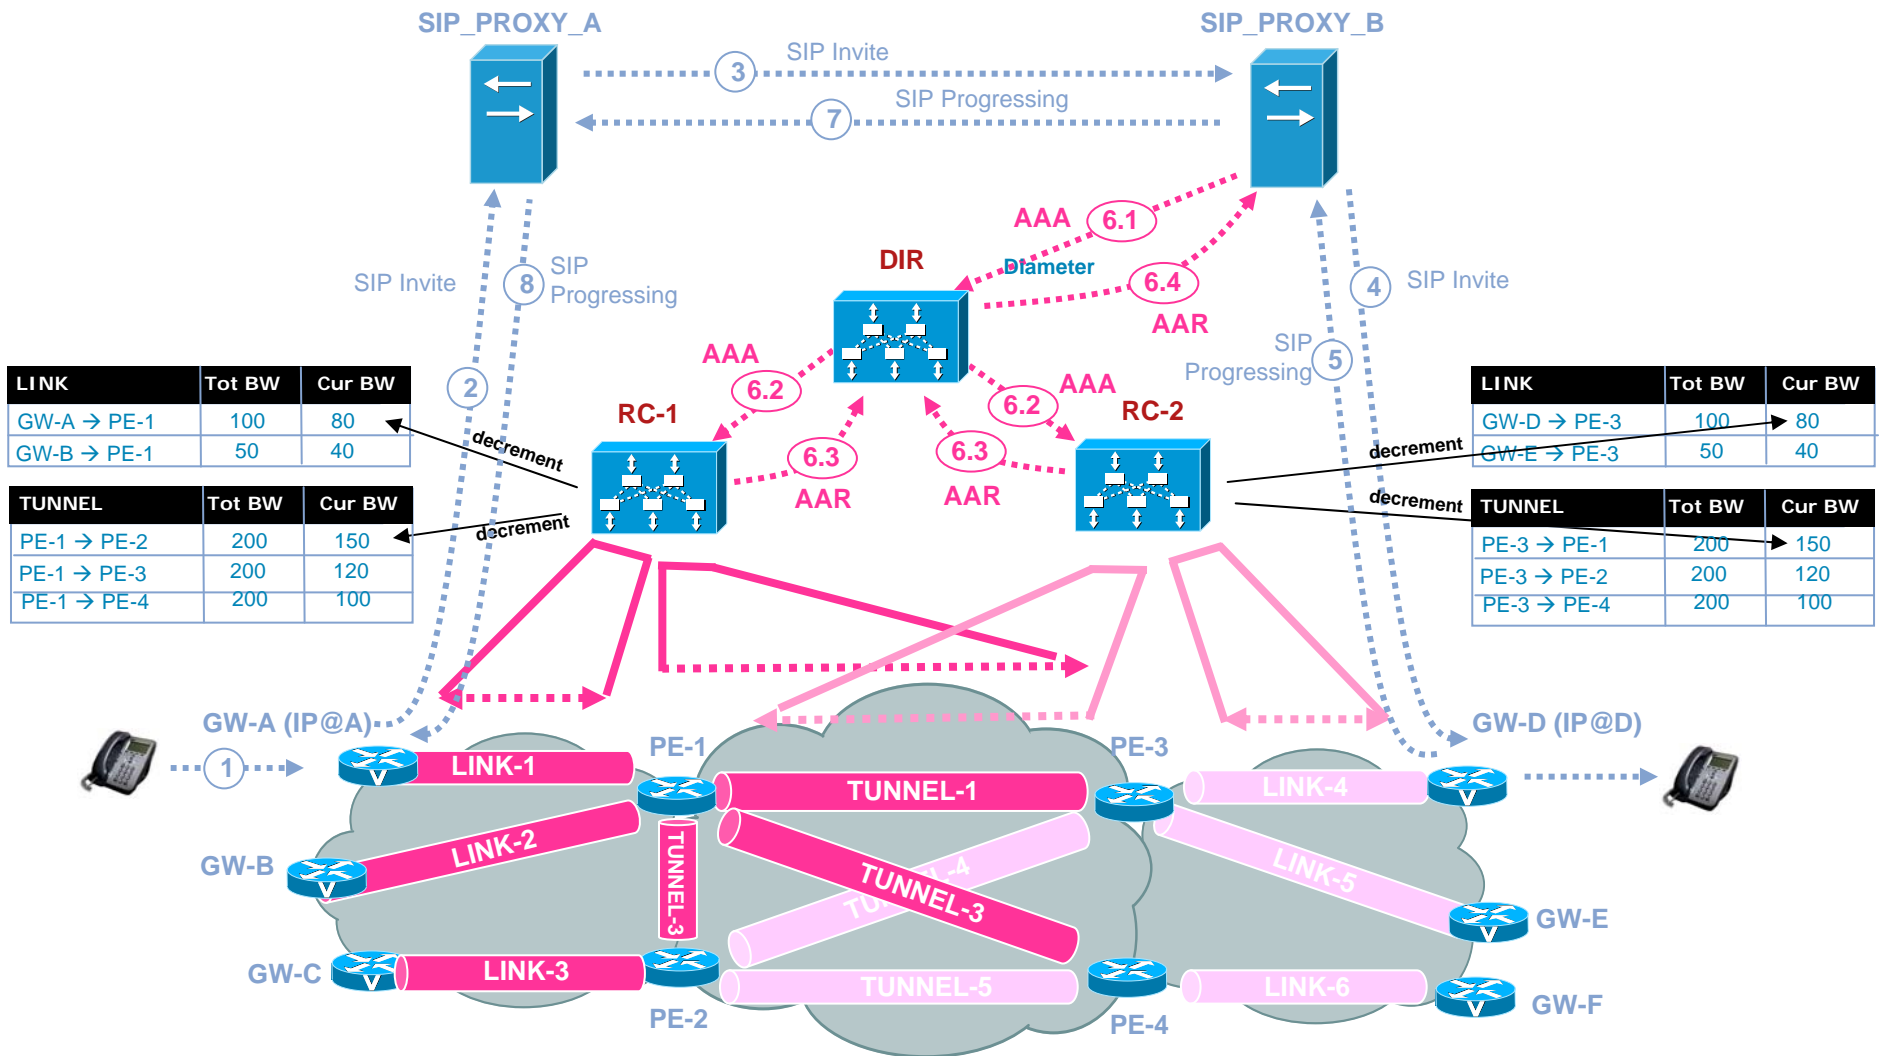 SIP_PROXY_A
SIP_PROXY_B
SIP Invite
3
SIP Progressing
7
AAA
6.1
DIR
Diameter
6.4
AAR
SIP Invite
8
SIP
Progressing
4
SIP Invite
SIP
Progressing
5
2
AAA
6.2
6.2
AAA
RC-1
RC-2
6.3
AAR
6.3
AAR
LINK Tot BW Cur BW
GW-A → PE-1 100 80
GW-B → PE-1 50 40
decrement
TUNNEL Tot BW Cur BW
PE-1 → PE-2 200 150
PE-1 → PE-3 200 120
PE-1 → PE-4 200 100
decrement
LINK Tot BW Cur BW
GW-D → PE-3 100 80
GW-E → PE-3 50 40
decrement
TUNNEL Tot BW Cur BW
PE-3 → PE-1 200 150
PE-3 → PE-2 200 120
PE-3 → PE-4 200 100
decrement
GW-A (IP@A)
GW-D (IP@D)
1
PE-1
PE-3
LINK-1
TUNNEL-1
LINK-4
LINK-2
TUNNEL-3
TUNNEL-4
TUNNEL-3
LINK-5
GW-B
GW-E
GW-C
LINK-3
TUNNEL-5
LINK-6
GW-F
PE-2
PE-4